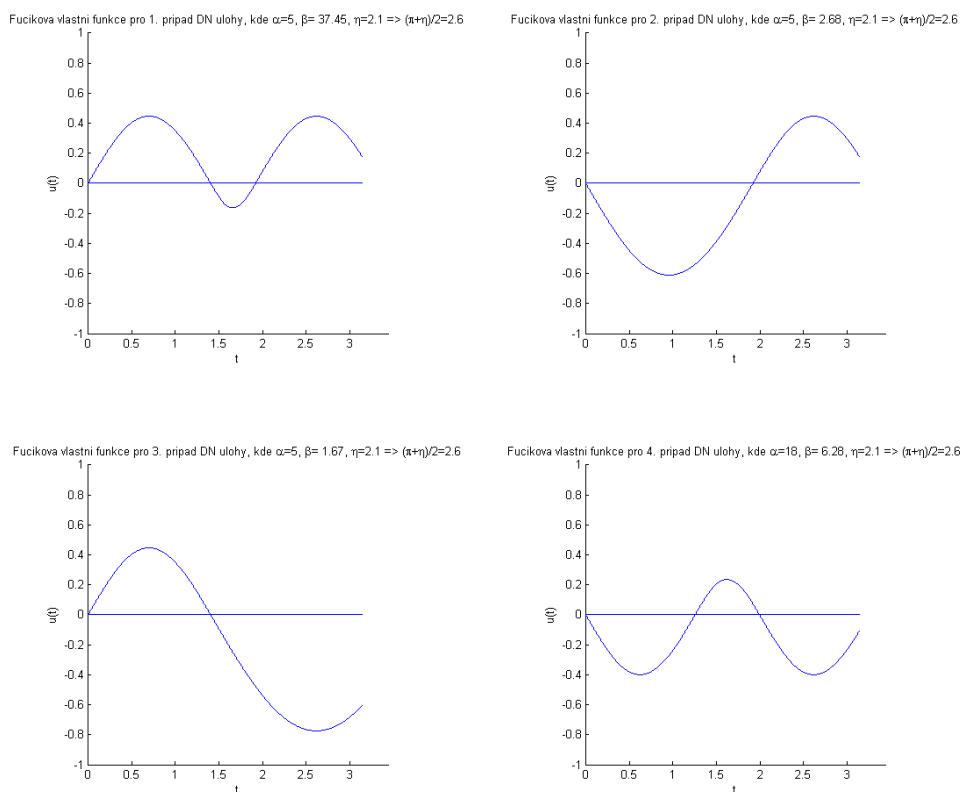 Fucikova vlastni funkce pro 1. pripad DN ulohy, kde α=5, β= 37.45, η=2.1 => (π+η)/2=2.6
1
0.8
0.6
0.4
0.2
0
-0.2
-0.4
-0.6
-0.8
-1
u(t)
0 0.5 1 1.5 2 2.5 3
t
Fucikova vlastni funkce pro 2. pripad DN ulohy, kde α=5, β= 2.68, η=2.1 => (π+η)/2=2.6
1
0.8
0.6
0.4
0.2
0
-0.2
-0.4
-0.6
-0.8
-1
u(t)
0 0.5 1 1.5 2 2.5 3
t
Fucikova vlastni funkce pro 3. pripad DN ulohy, kde α=5, β= 1.67, η=2.1 => (π+η)/2=2.6
1
0.8
0.6
0.4
0.2
0
-0.2
-0.4
-0.6
-0.8
-1
u(t)
0 0.5 1 1.5 2 2.5 3
t
Fucikova vlastni funkce pro 4. pripad DN ulohy, kde α=18, β= 6.28, η=2.1 => (π+η)/2=2.6
1
0.8
0.6
0.4
0.2
0
-0.2
-0.4
-0.6
-0.8
-1
u(t)
0 0.5 1 1.5 2 2.5 3
t